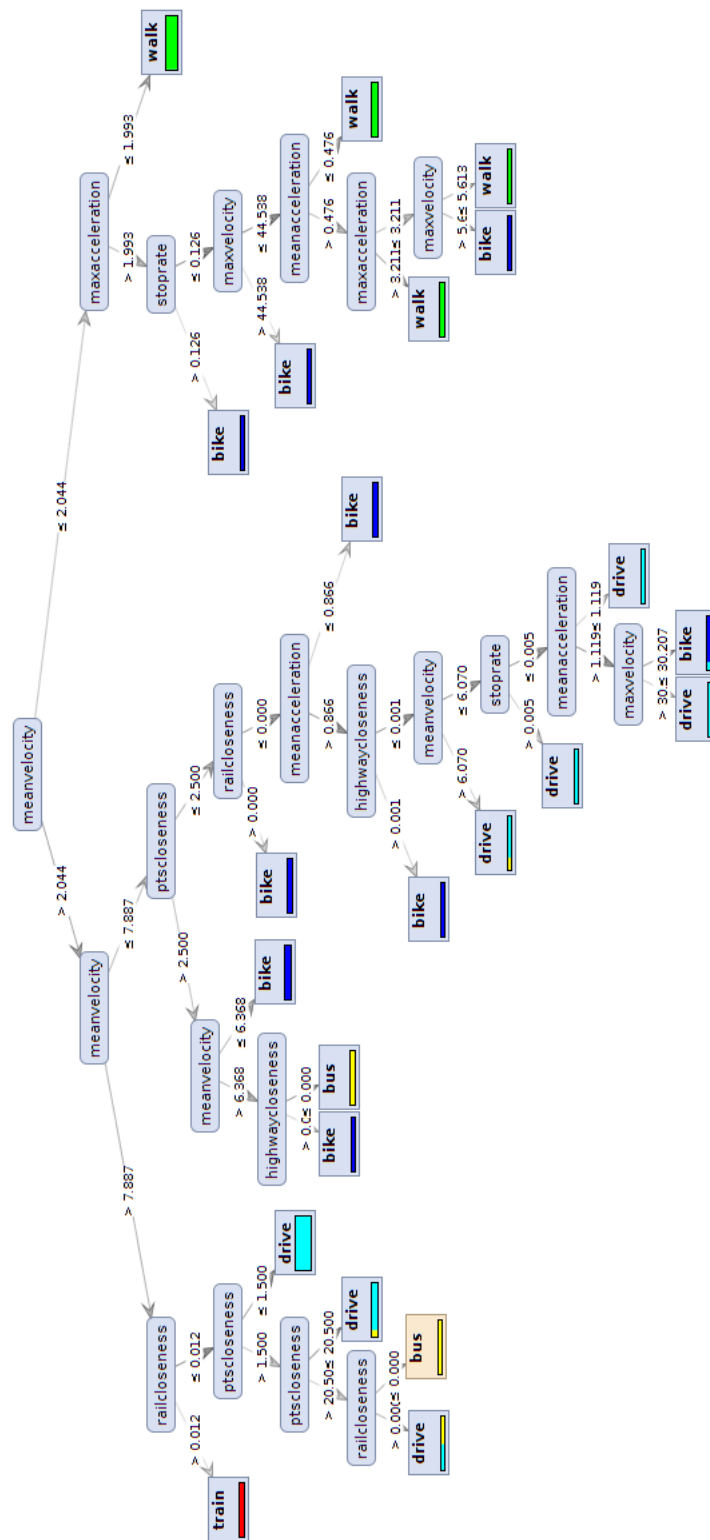 meanvelocity
> 2.044
≤ 2.044
meanvelocity
maxacceleration
> 7.887
≤ 7.887
> 1.993
≤ 1.993
railcloseness
ptscloseness
stoprate
walk
> 0.012
≤ 0.012
> 2.500
≤ 2.500
> 0.126
≤ 0.126
train
ptscloseness
meanvelocity
railcloseness
bike
maxvelocity
> 1.500
≤ 1.500
> 6.368
≤ 6.368
> 0.000
≤ 0.000
> 44.538
≤ 44.538
ptscloseness
drive
highwaycloseness
bike
bike
meanacceleration
bike
meanacceleration
> 20.50
≤ 20.500
> 0.0
≤ 0.000
> 0.866
≤ 0.866
> 0.476
≤ 0.476
railcloseness
drive
bike
bus
highwaycloseness
bike
maxacceleration
walk
> 0.00
≤ 0.000
> 0.001
≤ 0.001
> 3.211
≤ 3.211
drive
bus
bike
meanvelocity
walk
maxvelocity
> 6.070
≤ 6.070
> 5.6
≤ 5.613
drive
stoprate
bike
walk
> 0.005
≤ 0.005
drive
meanacceleration
> 1.119
≤ 1.119
maxvelocity
drive
> 30
≤ 30.207
drive
bike